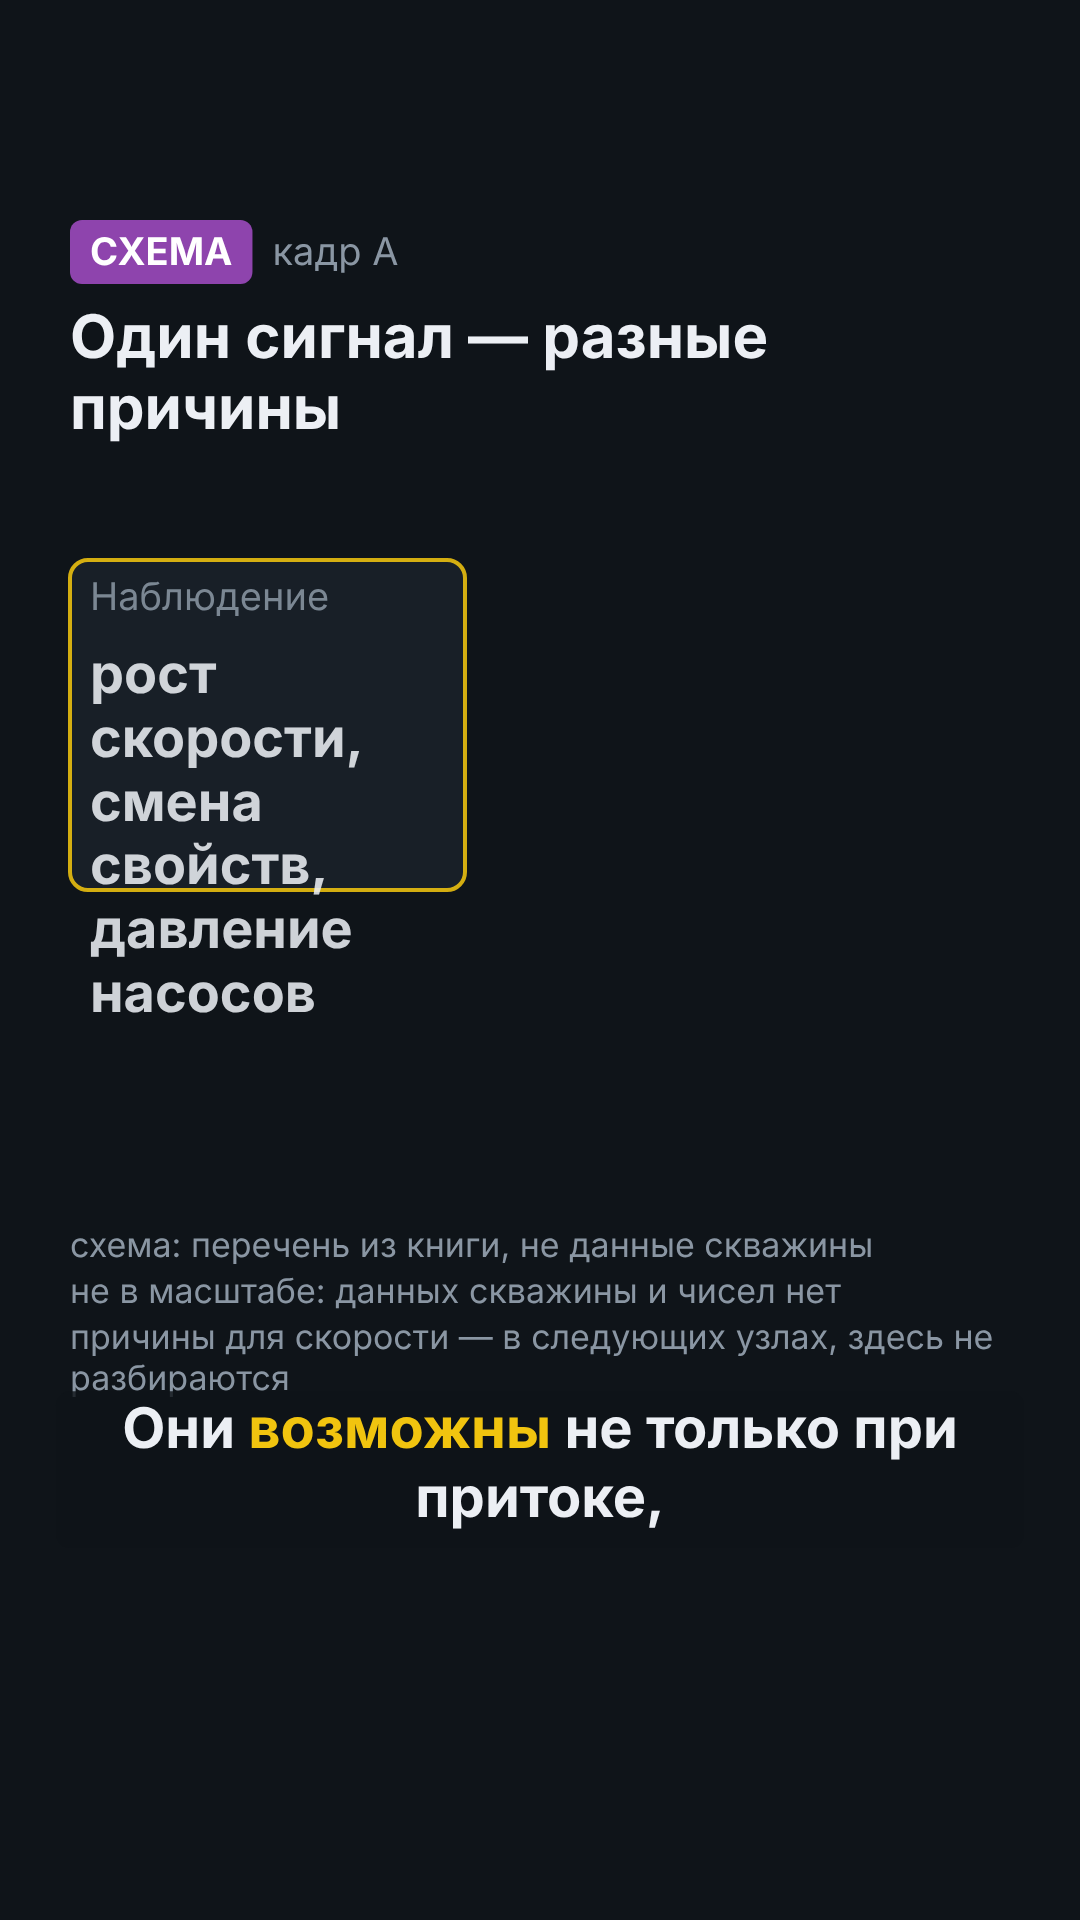 СХЕМА кадр А
Один сигнал — разные
причины
Наблюдение
рост
скорости,
смена
свойств,
давление
насосов
схема: перечень из книги, не данные скважины
не в масштабе: данных скважины и чисел нет
причины для скорости — в следующих узлах, здесь не
разбираются
Они возможны не только при
притоке,